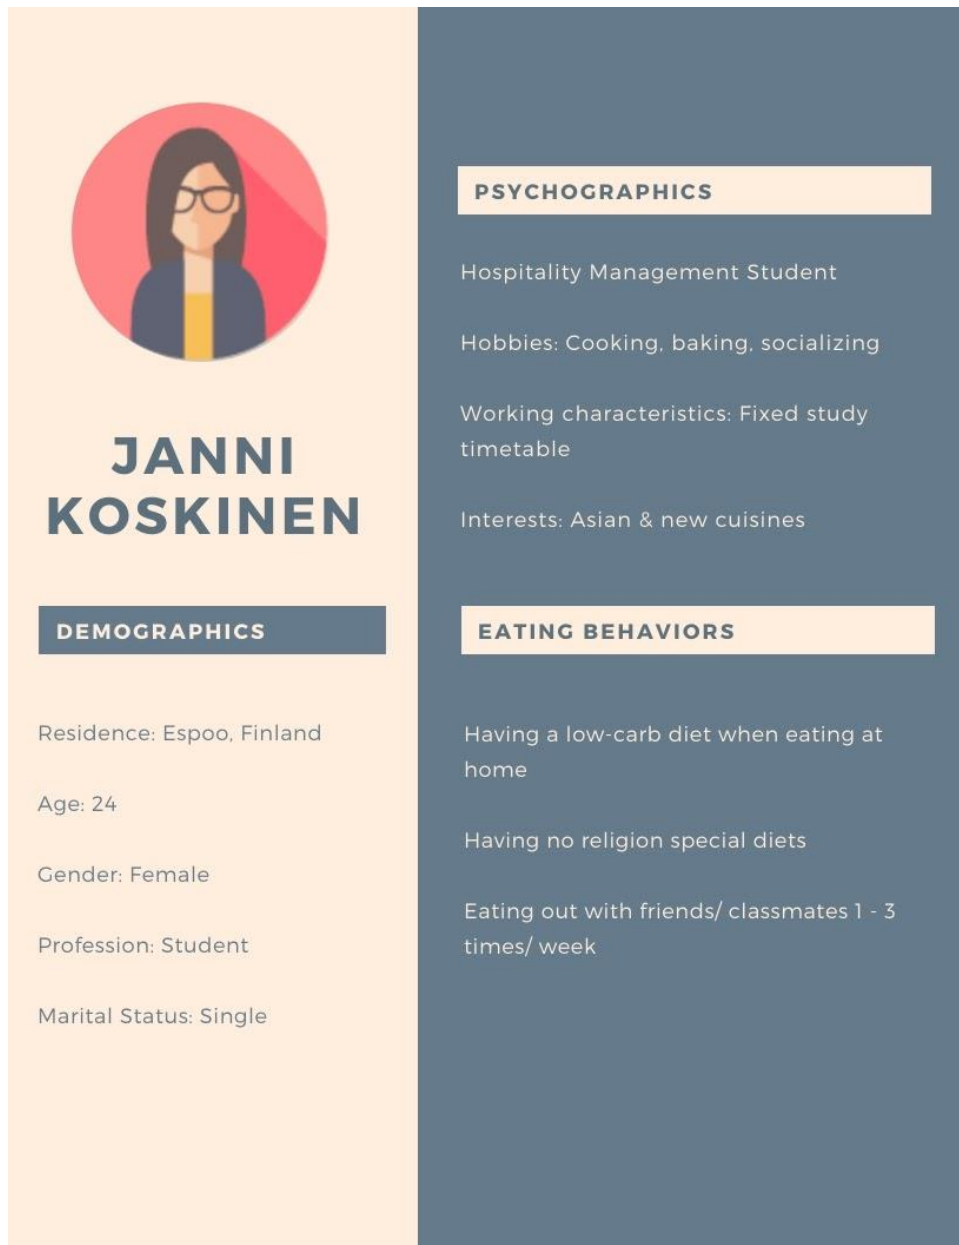 JANNI
KOSKINEN
DEMOGRAPHICS
Residence: Espoo, Finland
Age: 24
Gender: Female
Profession: Student
Marital Status: Single
PSYCHOGRAPHICS
Hospitality Management Student
Hobbies: Cooking, baking, socializing
Working characteristics: Fixed study
timetable
Interests: Asian & new cuisines
EATING BEHAVIORS
Having a low-carb diet when eating at
home
Having no religion special diets
Eating out with friends/ classmates 1 - 3
times/ week